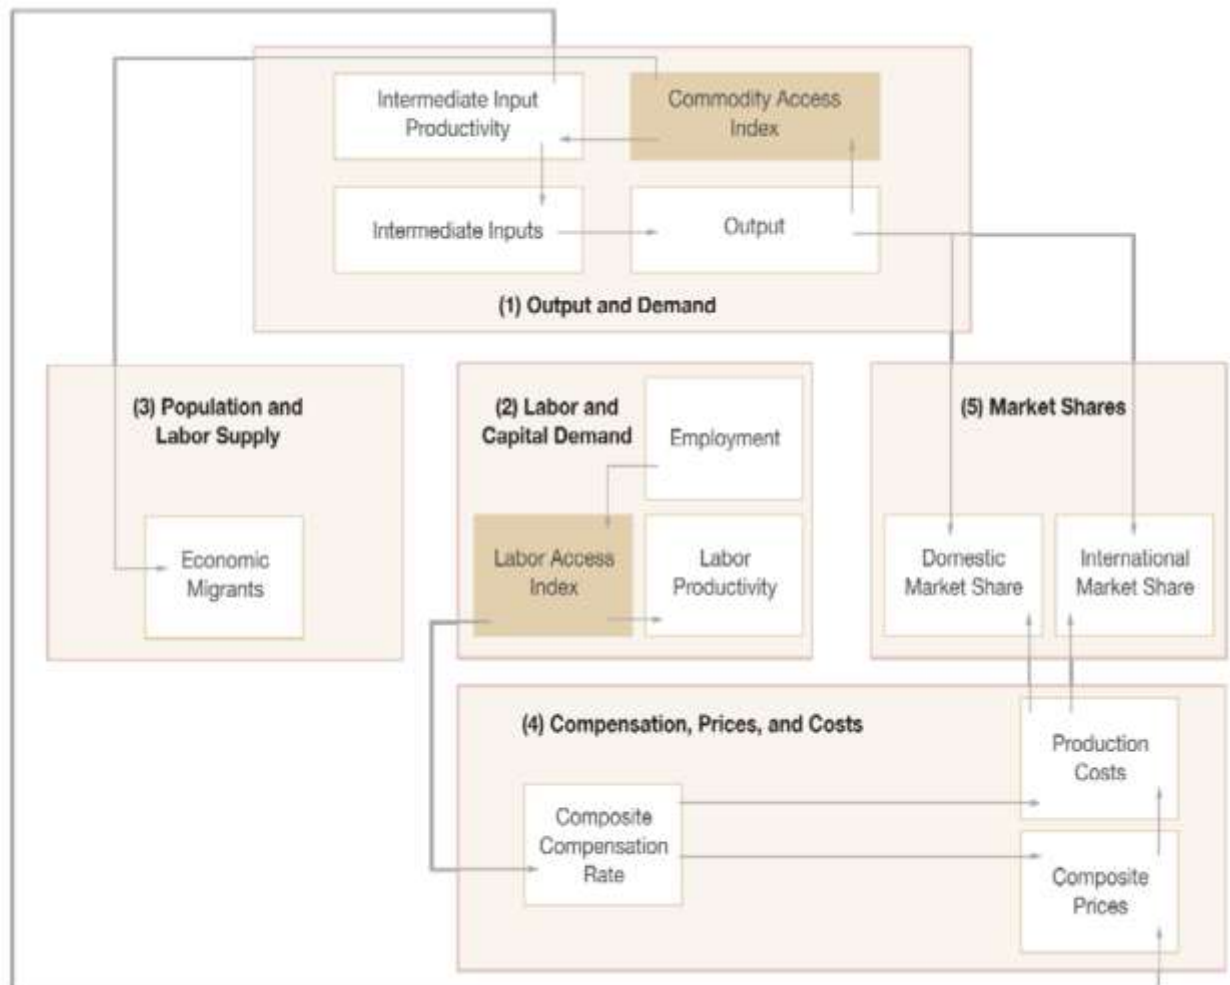 Intermediate Input
Productivity
Commodity Access
Index
Intermediate Inputs
Output
(1) Output and Demand
(3) Population and
Labor Supply
Economic
Migrants
(2) Labor and
Capital Demand
Employment
Labor Access
Index
Labor
Productivity
(5) Market Shares
Domestic
Market Share
International
Market Share
(4) Compensation, Prices, and Costs
Production
Costs
Composite
Compensation
Rate
Composite
Prices